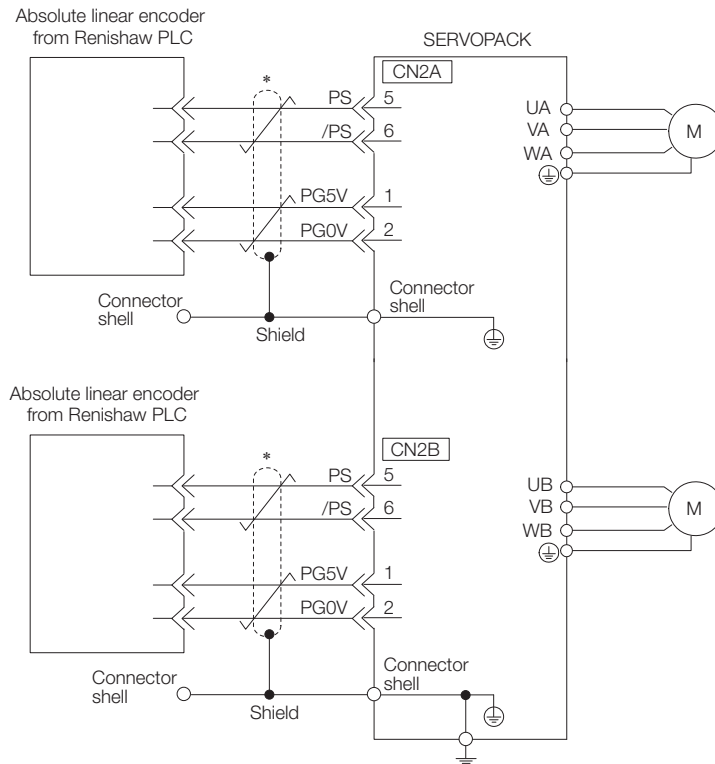 Absolute linear encoder
from Renishaw PLC
SERVOPACK
CN2A
*
PS
5
/PS
6
PG5V
1
PG0V
2
UA
VA
WA
M
Connector
shell
Shield
Connector
shell
Absolute linear encoder
from Renishaw PLC
CN2B
*
PS
5
/PS
6
PG5V
1
PG0V
2
UB
VB
WB
M
Connector
shell
Shield
Connector
shell